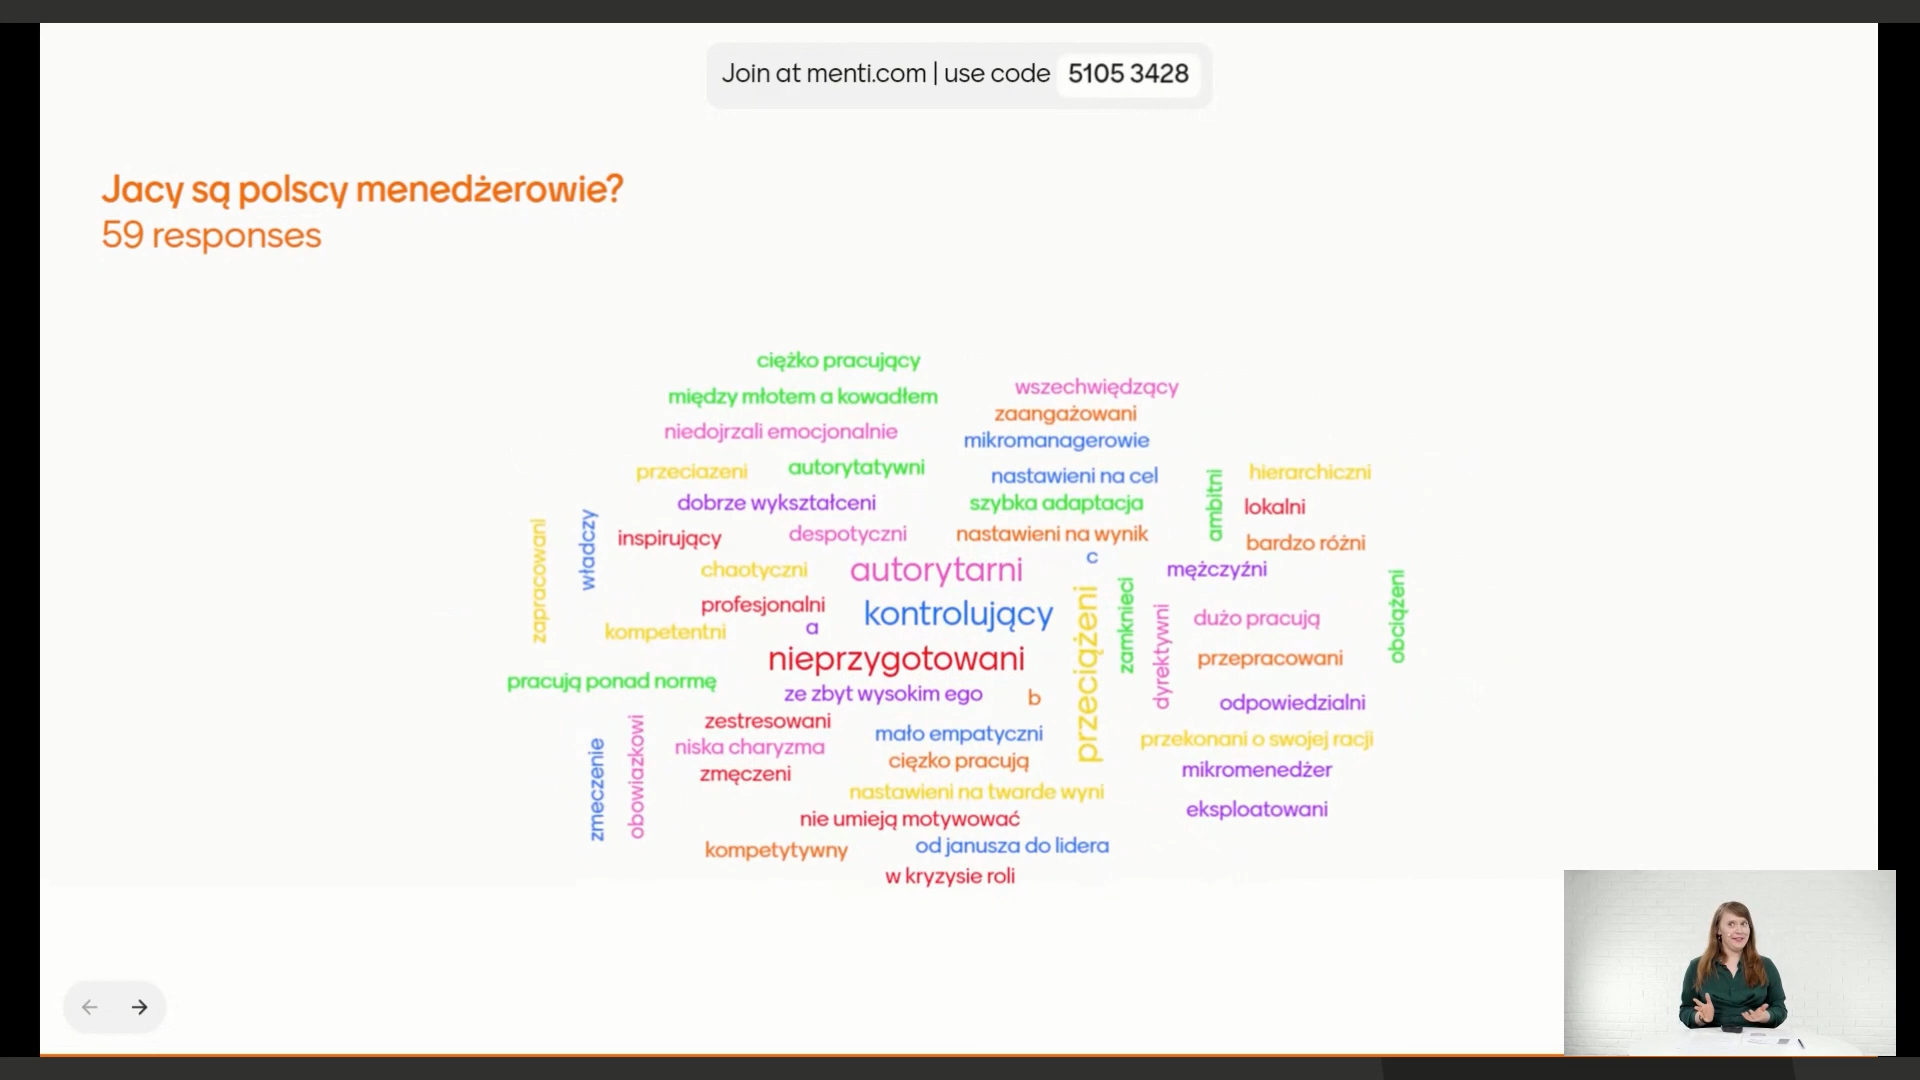 Join at menti.com | use code 5105 3428
Jacy są polscy menedżerowie?
59 responses
ciężko pracujący
wszechwiędzący
między młotem a kowadłem
zaangażowani
niedojrzali emocjonalnie
mikromanagerowie
przeciazeni
autorytatywni
nastawieni na cel
ambitni
hierarchiczni
dobrze wykształceni
szybka adaptacja
lokalni
zapracowani
władczy
inspirujący
despotyczni
nastawieni na wynik
bardzo różni
c
chaotyczni
autorytarni
mężczyźni
profesjonalni
kontrolujący
przeciążeni
zamknieci
dyrektywni
dużo pracują
obciążeni
kompetentni
a
nieprzygotowani
przepracowani
pracują ponad normę
ze zbyt wysokim ego
b
odpowiedzialni
zestresowani
mało empatyczni
przekonani o swojej racji
zmeczenie
obowiazkowi
niska charyzma
cięzko pracują
mikromenedżer
zmęczeni
nastawieni na twarde wyni
eksploatowani
nie umieją motywować
kompetytywny
od janusza do lidera
w kryzysie roli